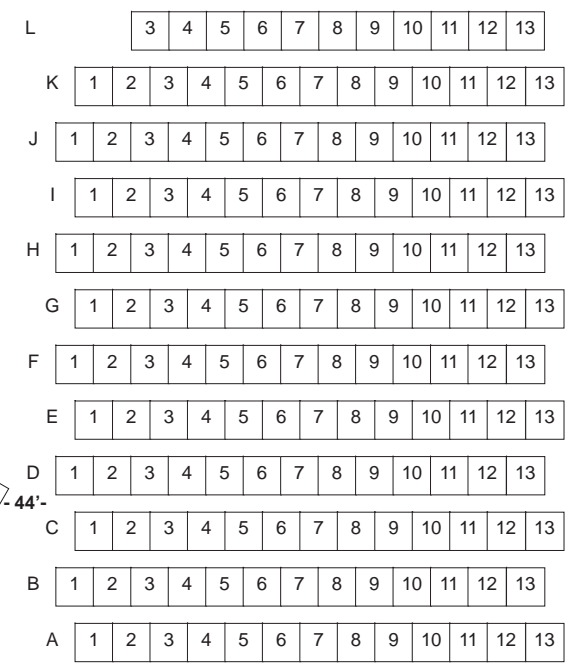 L 3 4 5 6 7 8 9 10 11 12 13
K 1 2 3 4 5 6 7 8 9 10 11 12 13
J 1 2 3 4 5 6 7 8 9 10 11 12 13
I 1 2 3 4 5 6 7 8 9 10 11 12 13
H 1 2 3 4 5 6 7 8 9 10 11 12 13
G 1 2 3 4 5 6 7 8 9 10 11 12 13
F 1 2 3 4 5 6 7 8 9 10 11 12 13
E 1 2 3 4 5 6 7 8 9 10 11 12 13
D 1 2 3 4 5 6 7 8 9 10 11 12 13
- 44'-
C 1 2 3 4 5 6 7 8 9 10 11 12 13
B 1 2 3 4 5 6 7 8 9 10 11 12 13
A 1 2 3 4 5 6 7 8 9 10 11 12 13